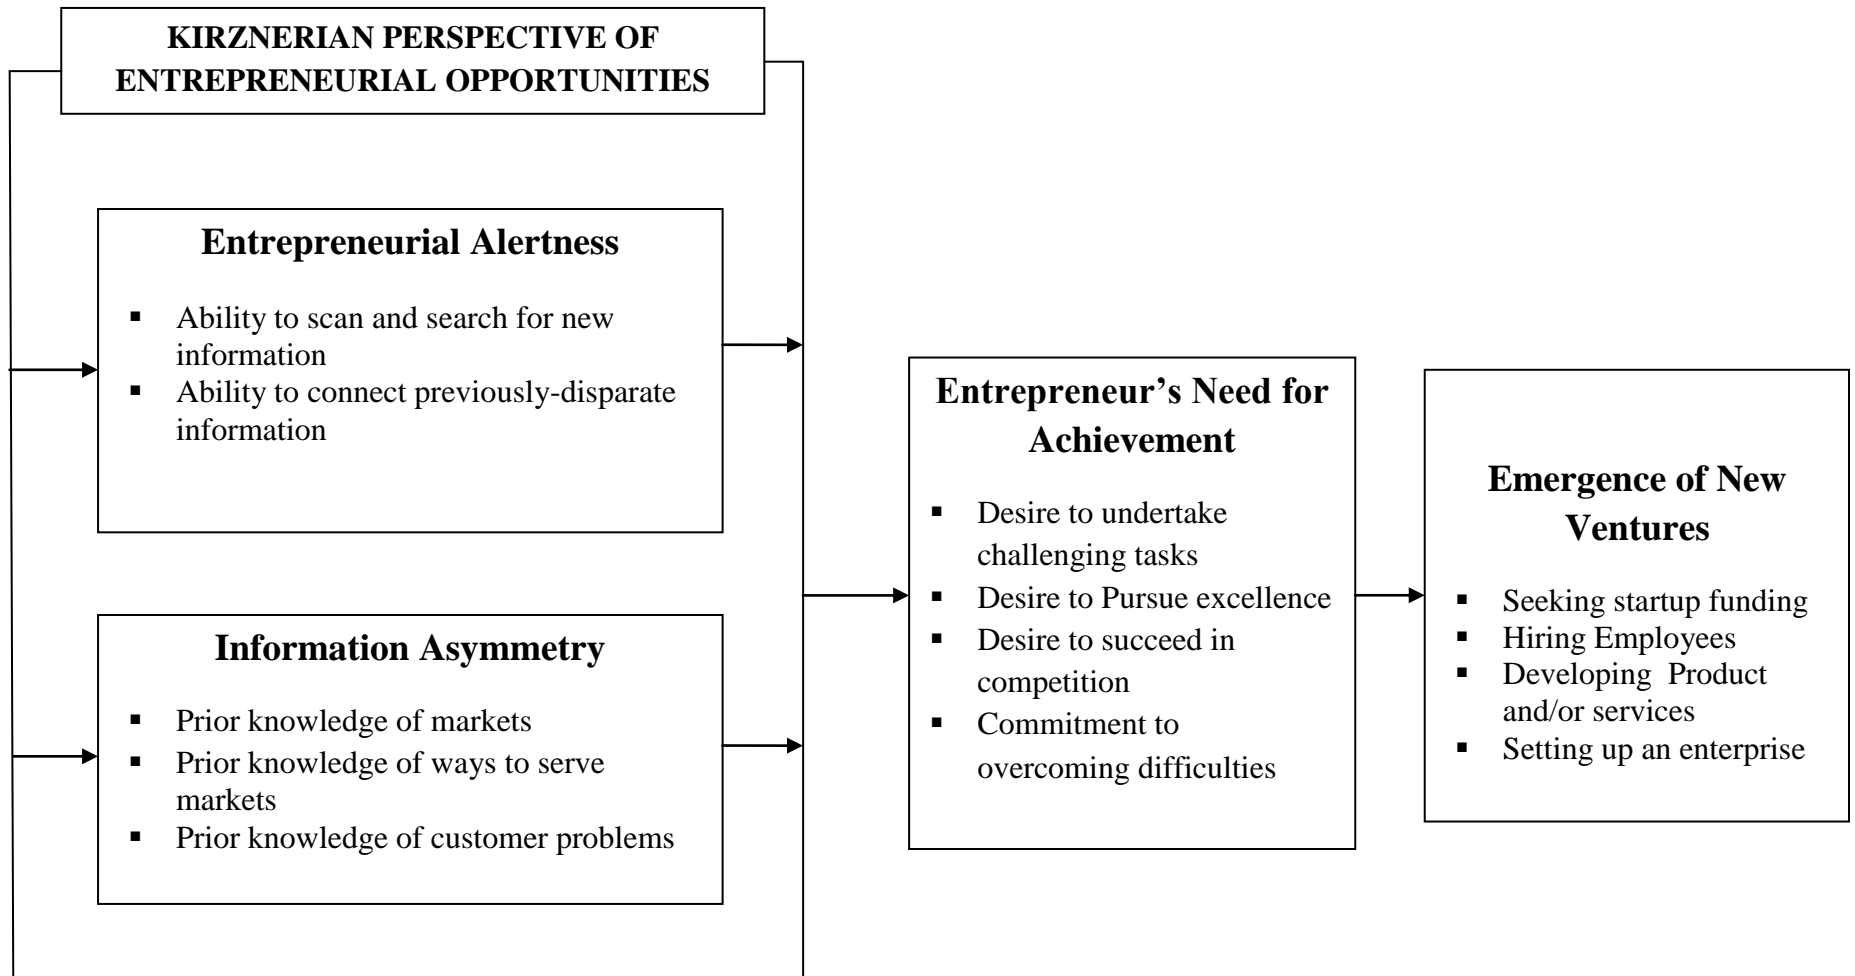 KIRZNERIAN PERSPECTIVE OF
ENTREPRENEURIAL OPPORTUNITIES
Entrepreneurial Alertness
▪ Ability to scan and search for new
information
▪ Ability to connect previously-disparate
information
Information Asymmetry
▪ Prior knowledge of markets
▪ Prior knowledge of ways to serve
markets
▪ Prior knowledge of customer problems
Entrepreneur’s Need for
Achievement
▪ Desire to undertake
challenging tasks
▪ Desire to Pursue excellence
▪ Desire to succeed in
competition
▪ Commitment to
overcoming difficulties
Emergence of New
Ventures
▪ Seeking startup funding
▪ Hiring Employees
▪ Developing Product
and/or services
▪ Setting up an enterprise